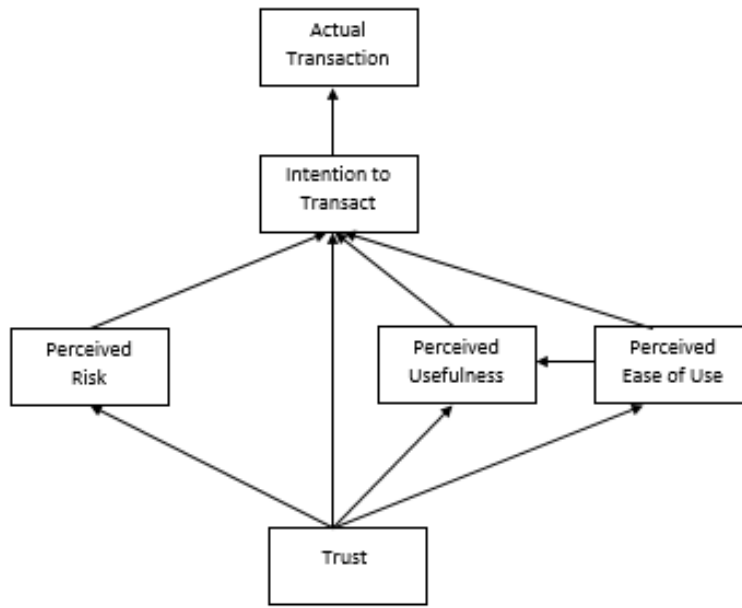 Actual
Transaction
Intention to
Transact
Perceived
Risk
Perceived
Usefulness
Perceived
Ease of Use
Trust